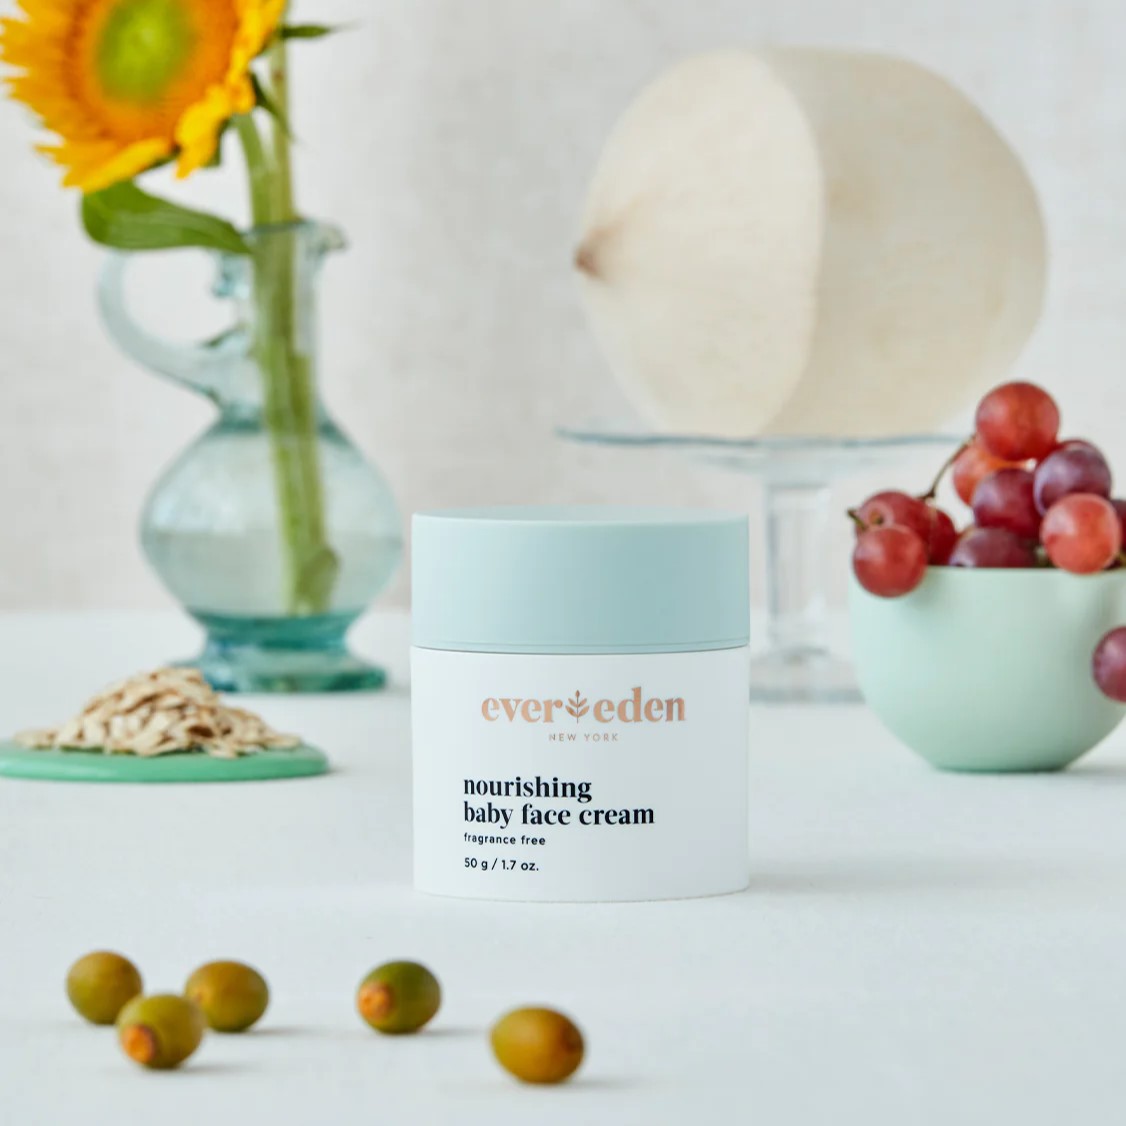 ever eden
NEW YORK
nourishing
baby face cream
fragrance free
50 g / 1.7 oz.